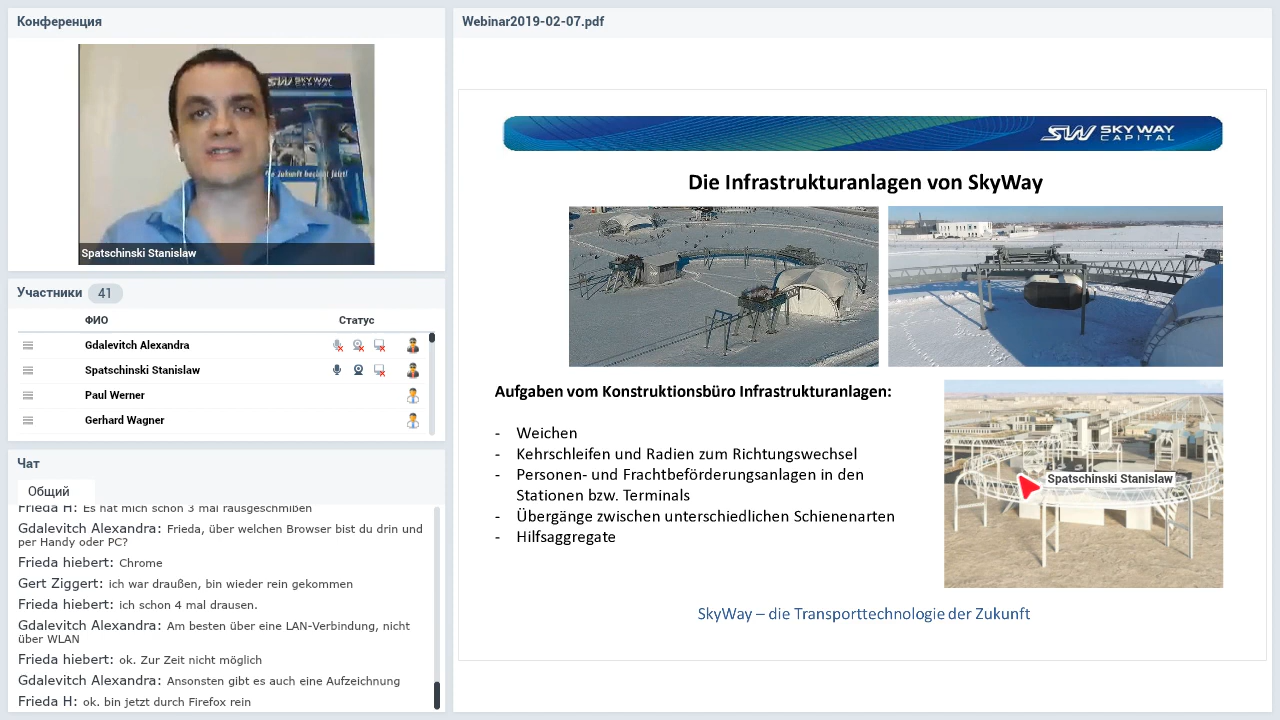 Конференция
SW SKY WAY
CAPITAL
Die Zukunft beginnt jetzt!
Spatschinski Stanislaw
Участники 41
ФИО Статус
Gdalevitch Alexandra
Spatschinski Stanislaw
Paul Werner
Gerhard Wagner
Чат
Общий
Frieda H: Es hat mich schon 3 mal rausgeschmiben
Gdalevitch Alexandra: Frieda, über welchen Browser bist du drin und
per Handy oder PC?
Frieda hiebert: Chrome
Gert Ziggert: ich war draußen, bin wieder rein gekommen
Frieda hiebert: ich schon 4 mal drausen.
Gdalevitch Alexandra: Am besten über eine LAN-Verbindung, nicht
über WLAN
Frieda hiebert: ok. Zur Zeit nicht möglich
Gdalevitch Alexandra: Ansonsten gibt es auch eine Aufzeichnung
Frieda H: ok. bin jetzt durch Firefox rein
Webinar2019-02-07.pdf
SW SKY WAY
CAPITAL
Die Infrastrukturanlagen von SkyWay
Aufgaben vom Konstruktionsbüro Infrastrukturanlagen:
- Weichen
- Kehrschleifen und Radien zum Richtungswechsel
- Personen- und Frachtbeförderungsanlagen in den
Stationen bzw. Terminals
- Übergänge zwischen unterschiedlichen Schienenarten
- Hilfsaggregate
Spatschinski Stanislaw
SkyWay – die Transporttechnologie der Zukunft